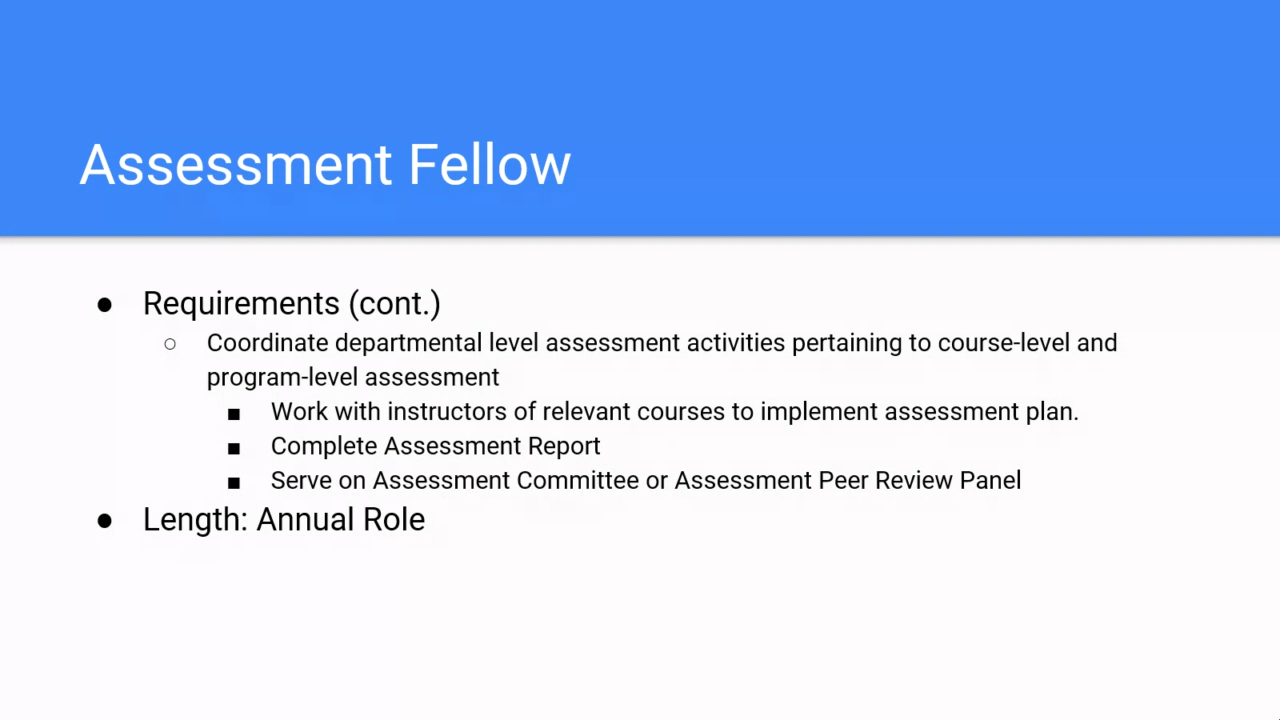 Assessment Fellow
● Requirements (cont.)
○ Coordinate departmental level assessment activities pertaining to course-level and
program-level assessment
■ Work with instructors of relevant courses to implement assessment plan.
■ Complete Assessment Report
■ Serve on Assessment Committee or Assessment Peer Review Panel
● Length: Annual Role